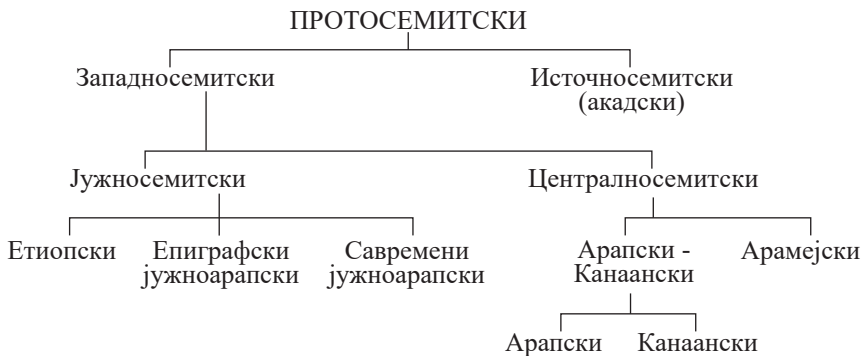 ПРОТОСЕМИТСКИ
Западносемитски
Источносемитски
(акадски)
Јужносемитски
Централносемитски
Етиопски
Епиграфски
јужноарапски
Савремени
јужноарапски
Арапски -
Канаански
Арамејски
Арапски
Канаански